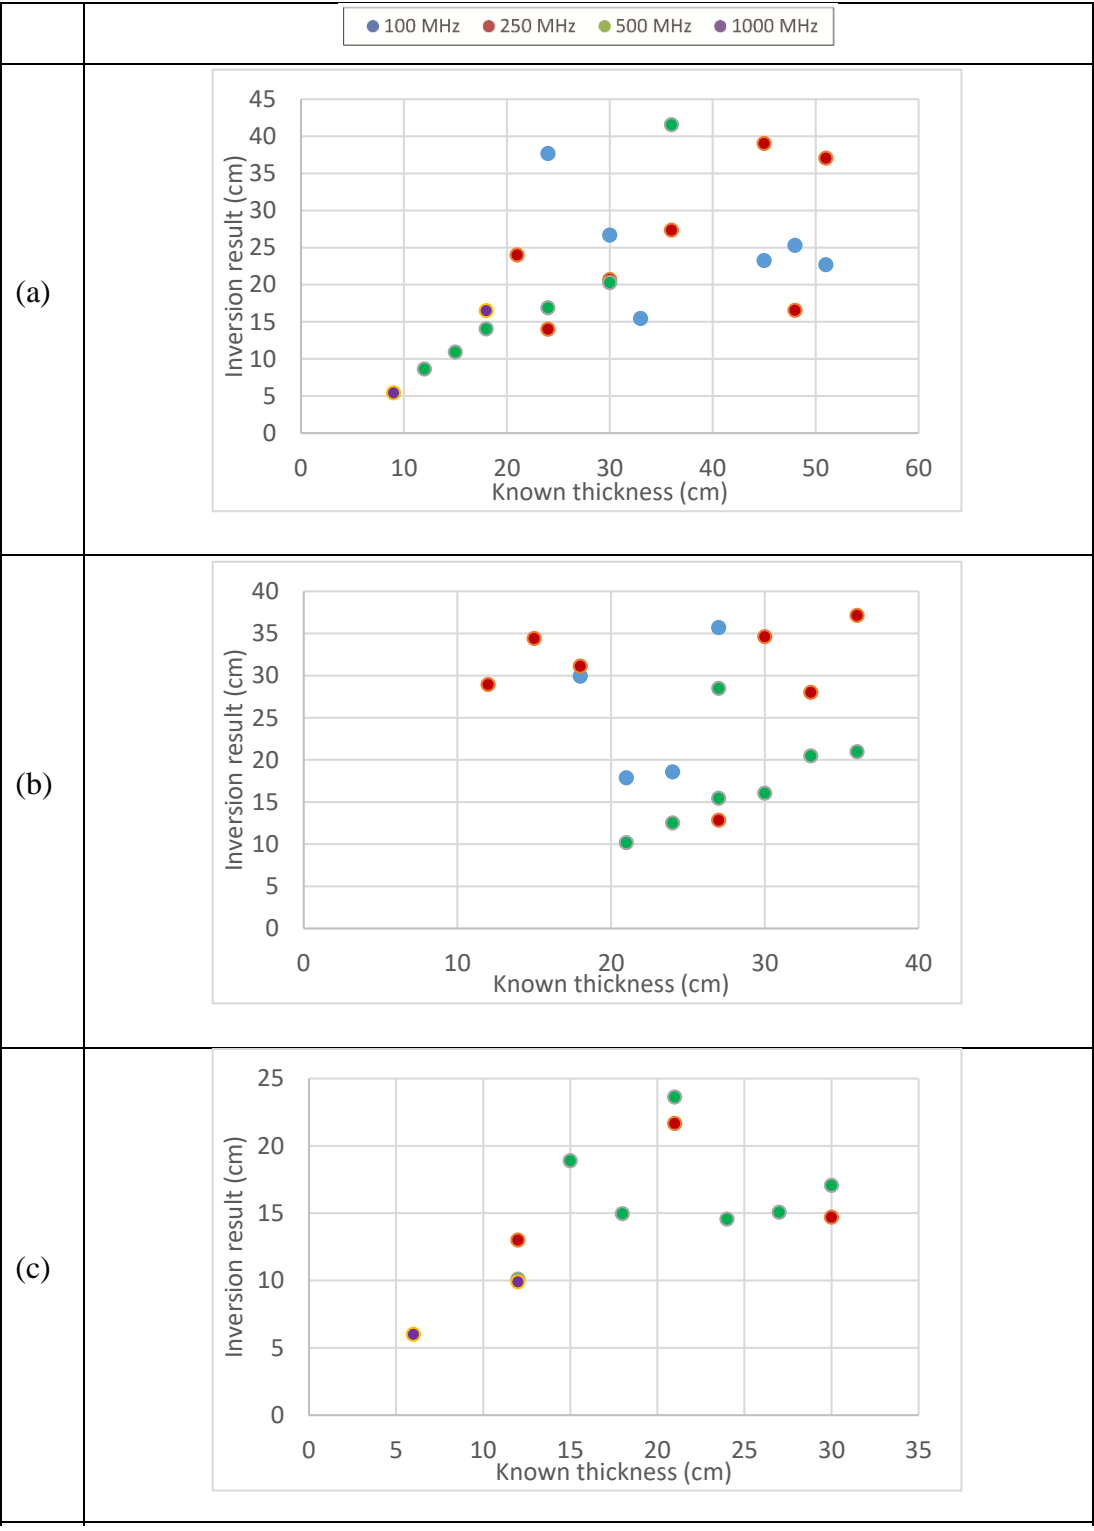 100 MHz 250 MHz 500 MHz 1000 MHz
(a)
Inversion result (cm)
45
40
35
30
25
20
15
10
5
0
0 10 20 30 40 50 60
Known thickness (cm)
(b)
Inversion result (cm)
40
35
30
25
20
15
10
5
0
0 10 20 30 40
Known thickness (cm)
(c)
Inversion result (cm)
25
20
15
10
5
0
0 5 10 15 20 25 30 35
Known thickness (cm)